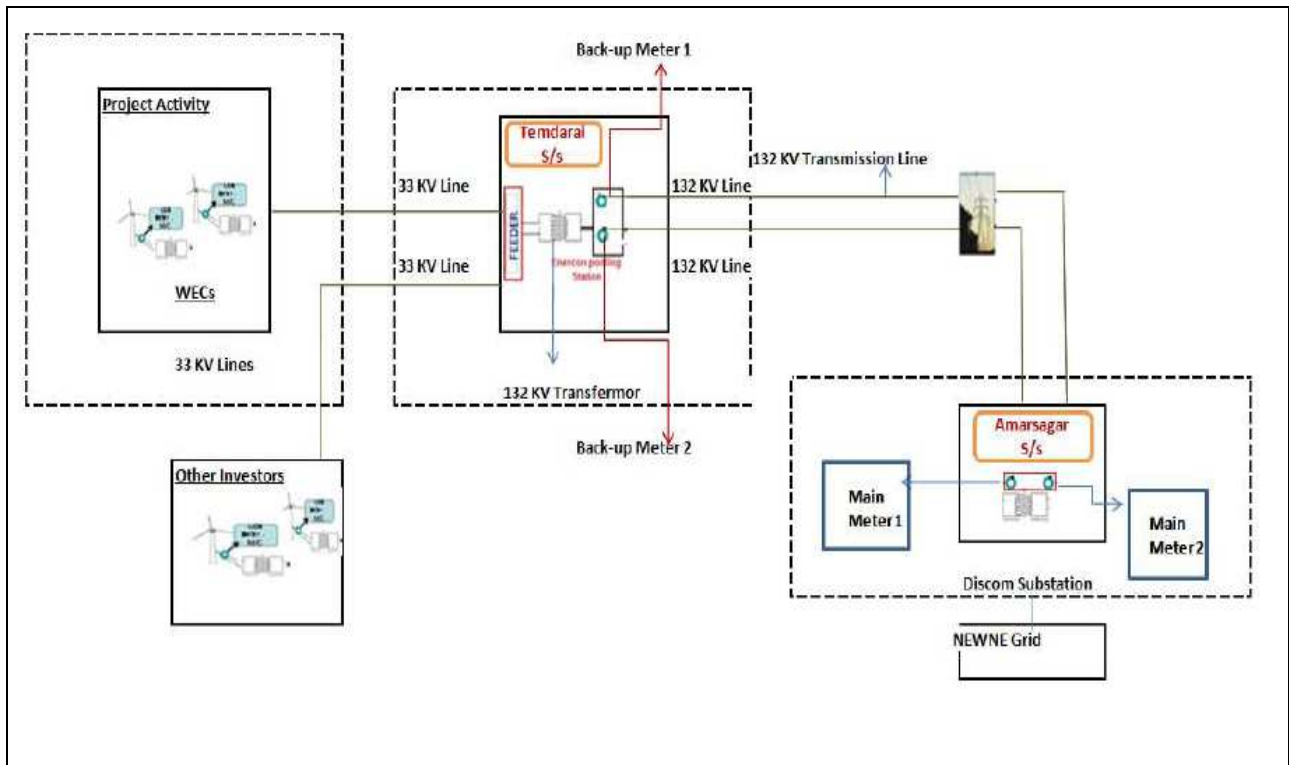 Back-up Meter 1
Project Activity
Temdarai
S/s
132 KV Transmission Line
33 KV Line
132 KV Line
FEEDER
Enercon pooling
Station
33 KV Line
132 KV Line
WECs
33 KV Lines
132 KV Transfermor
Back-up Meter 2
Other Investors
Amarsagar
S/s
Main
Meter 1
Main
Meter 2
Discom Substation
NEWNE Grid